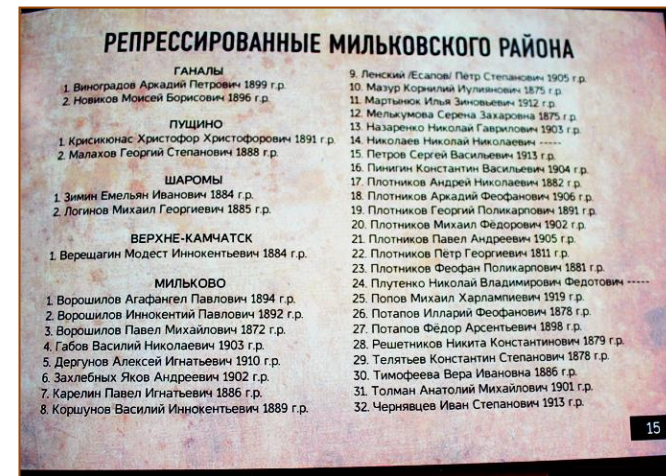 РЕПРЕССИРОВАННЫЕ МИЛЬКОВСКОГО РАЙОНА
ГАНАЛЫ
1. Виноградов Аркадий Петрович 1899 г.р.
2. Новиков Моисей Борисович 1896 г.р.
ПУЩИНО
1. Крисикюнас Христофор Христофорович 1891 г.р.
2. Малахов Георгий Степанович 1888 г.р.
ШАРОМЫ
1. Зимин Емельян Иванович 1884 г.р.
2. Логинов Михаил Георгиевич 1885 г.р.
ВЕРХНЕ-КАМЧАТСК
1. Верещагин Модест Иннокентьевич 1884 г.р.
МИЛЬКОВО
1. Ворошилов Агафангел Павлович 1894 г.р.
2. Ворошилов Иннокентий Павлович 1892 г.р.
3. Ворошилов Павел Михайлович 1872 г.р.
4. Габов Василий Николаевич 1903 г.р.
5. Дергунов Алексей Игнатьевич 1910 г.р.
6. Захлебных Яков Андреевич 1902 г.р.
7. Карелин Павел Игнатьевич 1886 г.р.
8. Коршунов Василий Иннокентьевич 1889 г.р.
9. Ленский /Есапов/ Пётр Степанович 1905 г.р.
10. Мазур Корнилий Иулиянович 1875 г.р.
11. Мартынюк Илья Зиновьевич 1912 г.р.
12. Мелькумова Серена Захаровна 1875 г.р.
13. Назаренко Николай Гаврилович 1903 г.р.
14. Николаев Николай Николаевич -----
15. Петров Сергей Васильевич 1913 г.р.
16. Пинигин Константин Васильевич 1904 г.р.
17. Плотников Андрей Николаевич 1882 г.р.
18. Плотников Аркадий Феофанович 1906 г.р.
19. Плотников Георгий Поликарпович 1891 г.р.
20. Плотников Михаил Фёдорович 1902 г.р.
21. Плотников Павел Андреевич 1905 г.р.
22. Плотников Пётр Георгиевич 1811 г.р.
23. Плотников Феофан Поликарпович 1881 г.р.
24. Плутенко Николай Владимирович Федотович -----
25. Попов Михаил Харлампиевич 1919 г.р.
26. Потапов Илларий Феофанович 1878 г.р.
27. Потапов Фёдор Арсентьевич 1898 г.р.
28. Решетников Никита Константинович 1879 г.р.
29. Телятьев Константин Степанович 1878 г.р.
30. Тимофеева Вера Ивановна 1886 г.р.
31. Толман Анатолий Михайлович 1901 г.р.
32. Чернявцев Иван Степанович 1913 г.р.
15